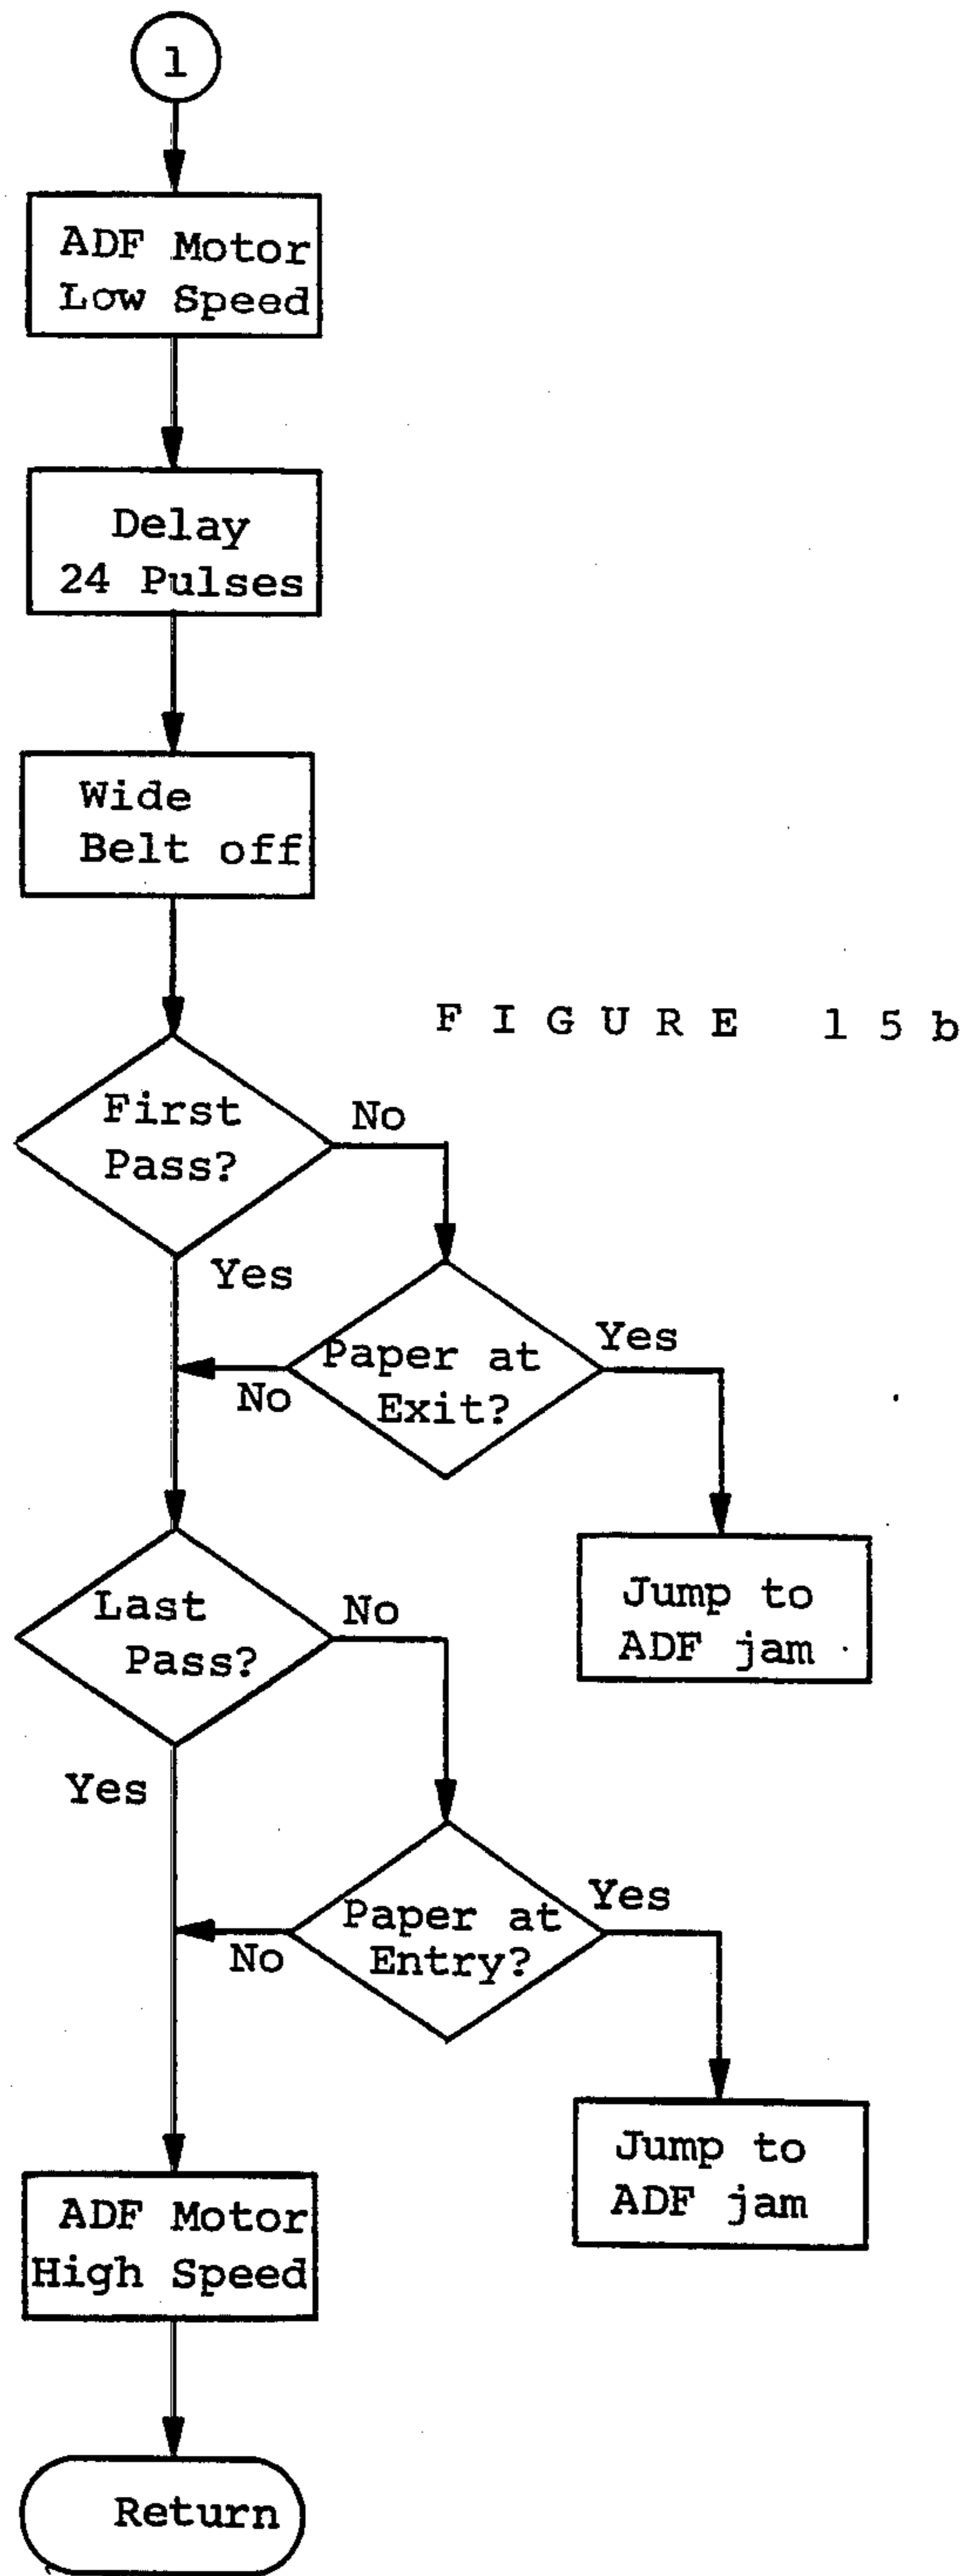 1
ADF Motor
Low Speed
Delay
24 Pulses
Wide
Belt off
F I G U R E 1 5 b
First
Pass?
No
Yes
Paper at
Exit?
Yes
No
Jump to
ADF jam
Last
Pass?
No
Yes
Paper at
Entry?
Yes
No
Jump to
ADF jam
ADF Motor
High Speed
Return